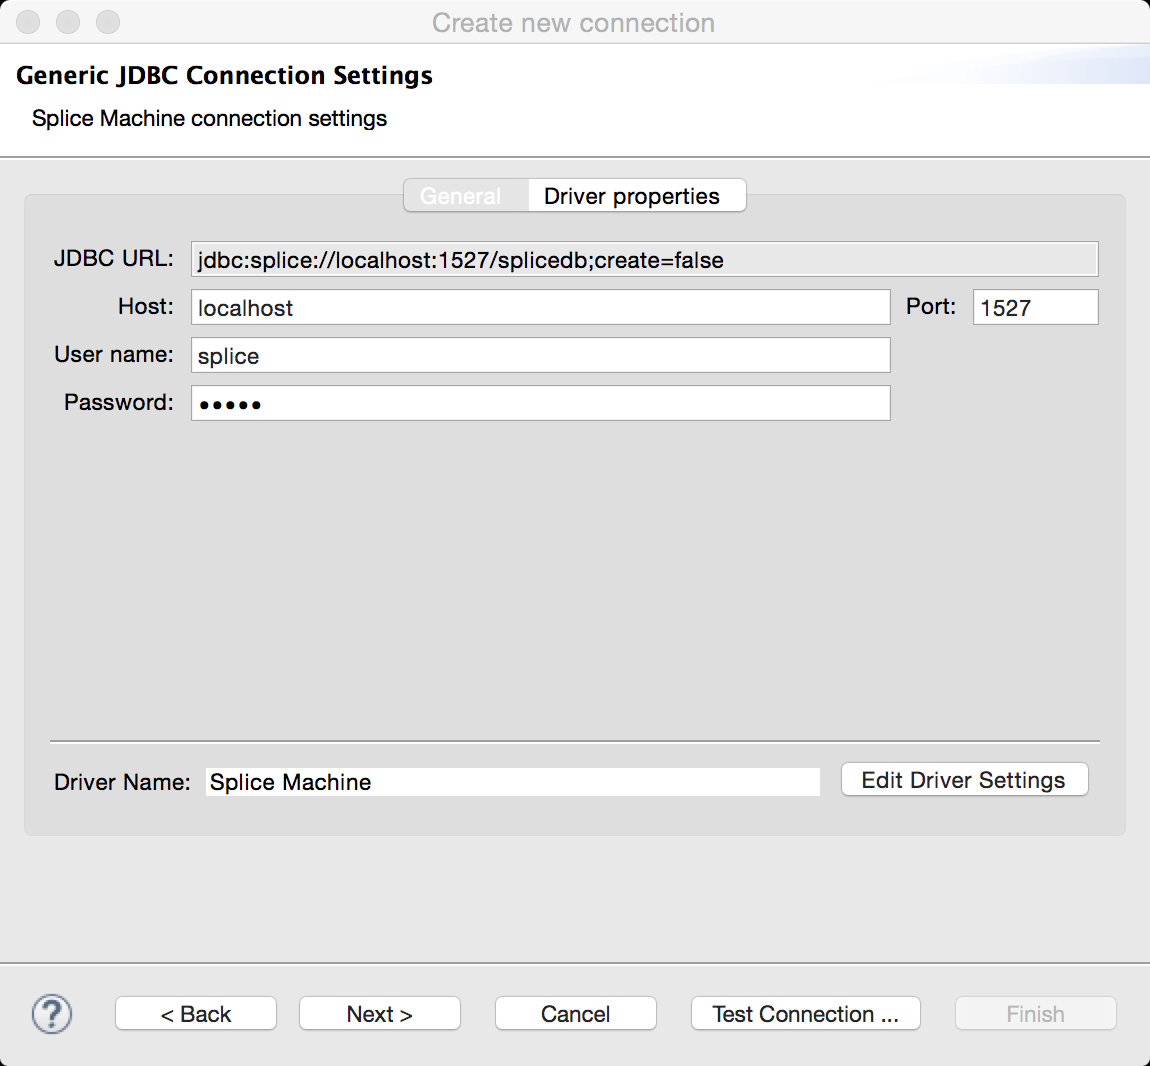 Create new connection
Generic JDBC Connection Settings
Splice Machine connection settings
General Driver properties
JDBC URL: jdbc:splice://localhost:1527/splicedb;create=false
Host: localhost Port: 1527
User name: splice
Password: •••••
Driver Name: Splice Machine Edit Driver Settings
? < Back Next > Cancel Test Connection ... Finish